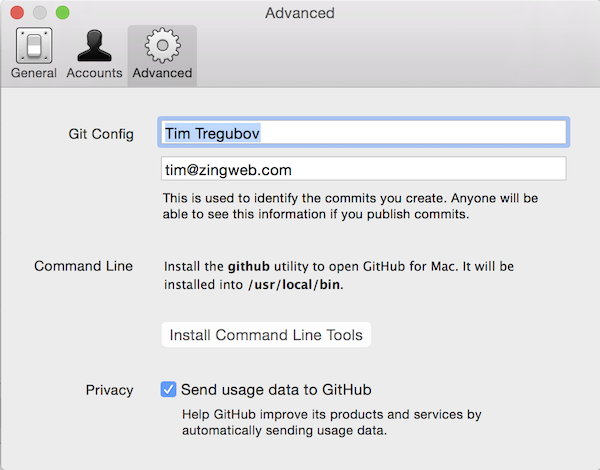 Advanced
General Accounts Advanced
Git Config Tim Tregubov
tim@zingweb.com
This is used to identify the commits you create. Anyone will be
able to see this information if you publish commits.
Command Line Install the github utility to open GitHub for Mac. It will be
installed into /usr/local/bin.
Install Command Line Tools
Privacy Send usage data to GitHub
Help GitHub improve its products and services by
automatically sending usage data.